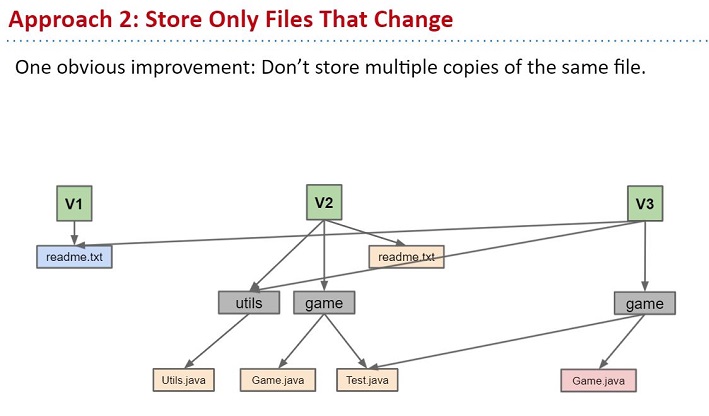 Approach 2: Store Only Files That Change
One obvious improvement: Don’t store multiple copies of the same file.
V1
V2
V3
readme.txt
readme.txt
utils
game
game
Utils.java
Game.java
Test.java
Game.java